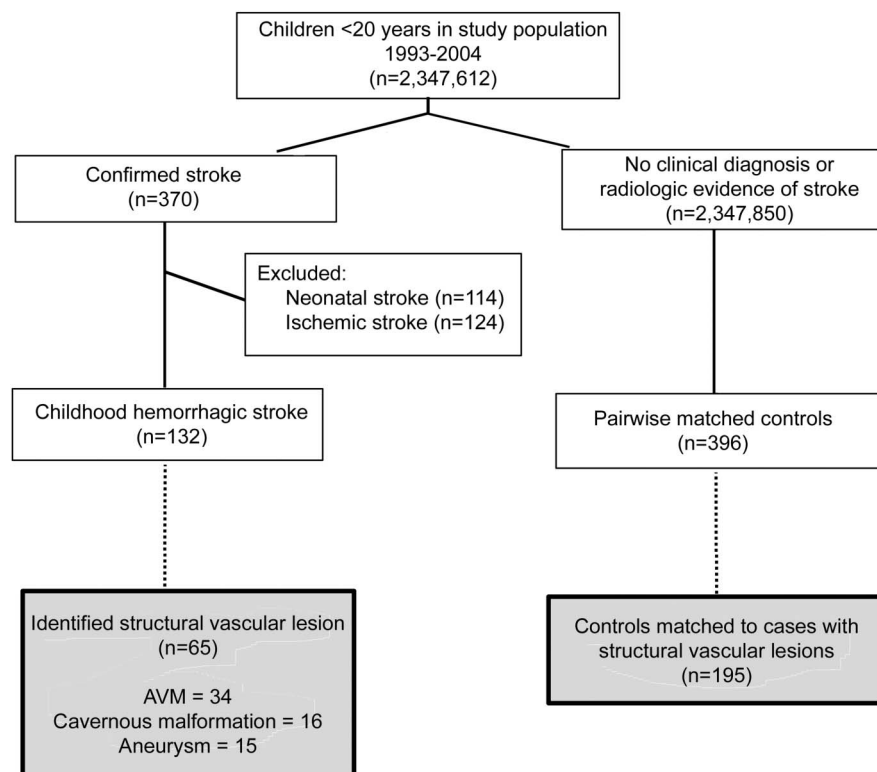 Children <20 years in study population
1993-2004
(n=2,347,612)
Confirmed stroke
(n=370)
No clinical diagnosis or
radiologic evidence of stroke
(n=2,347,850)
Excluded:
Neonatal stroke (n=114)
Ischemic stroke (n=124)
Childhood hemorrhagic stroke
(n=132)
Pairwise matched controls
(n=396)
Identified structural vascular lesion
(n=65)
AVM = 34
Cavernous malformation = 16
Aneurysm = 15
Controls matched to cases with
structural vascular lesions
(n=195)